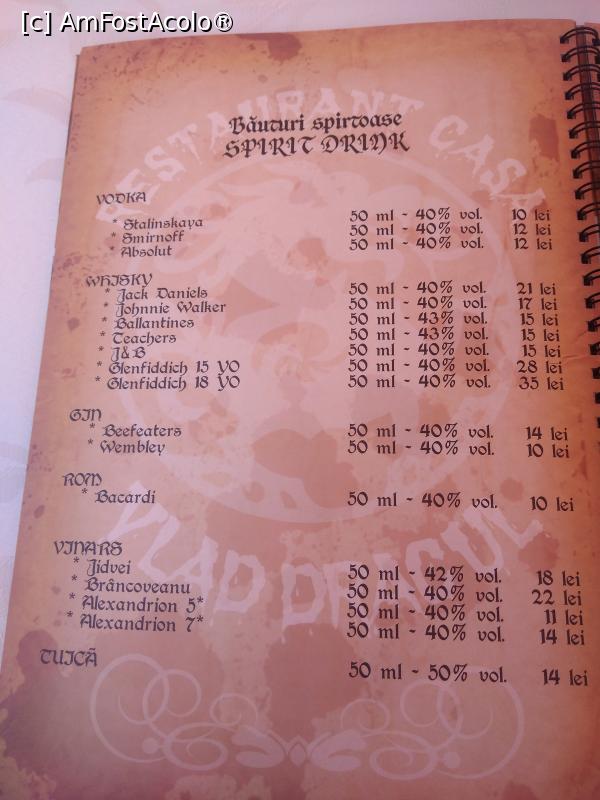 [c] AmFostAcolo®
RESTAURANT CASA
Băuturi spirtoase
SPIRIT DRINK
VODKA
* Stalinskaya 50 ml - 40% vol. 10 lei
* Smirnoff 50 ml - 40% vol. 12 lei
* Absolut 50 ml - 40% vol. 12 lei
WHISKY
* Jack Daniels 50 ml - 40% vol. 21 lei
* Johnnie Walker 50 ml - 40% vol. 17 lei
* Ballantines 50 ml - 43% vol. 15 lei
* Teachers 50 ml - 43% vol. 15 lei
* J&B 50 ml - 40% vol. 15 lei
* Glenfiddich 15 YO 50 ml - 40% vol. 28 lei
* Glenfiddich 18 YO 50 ml - 40% vol. 35 lei
GIN
* Beefeaters 50 ml - 40% vol. 14 lei
* Wembley 50 ml - 40% vol. 10 lei
ROM
* Bacardi 50 ml - 40% vol. 10 lei
VINARS
* Jidvei 50 ml - 42% vol. 18 lei
* Brâncoveanu 50 ml - 40% vol. 22 lei
* Alexandrion 5* 50 ml - 40% vol. 11 lei
* Alexandrion 7* 50 ml - 40% vol. 14 lei
ŢUICĂ 50 ml - 50% vol. 14 lei
VLAD DRACUL